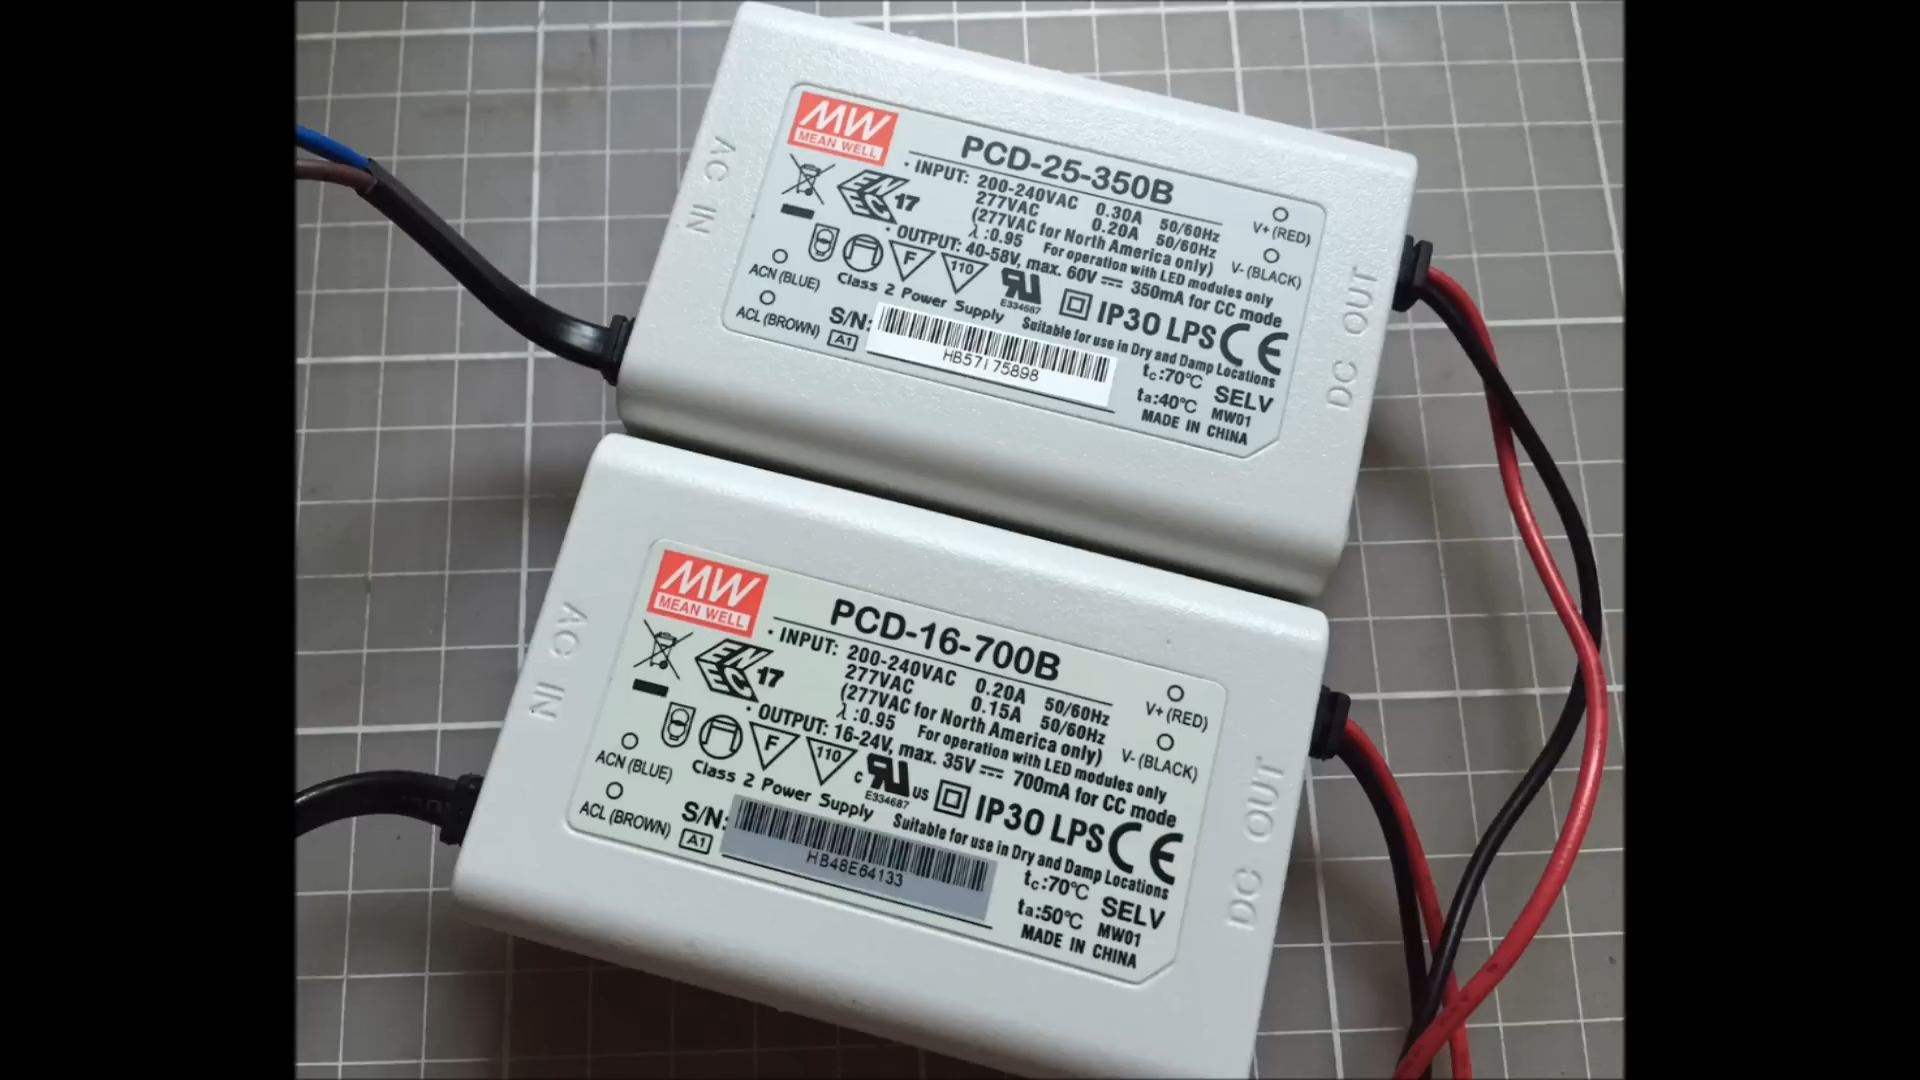 MW
MEAN WELL
PCD-25-350B
AC IN
· INPUT: 200-240VAC 0.30A 50/60Hz
277VAC 0.20A 50/60Hz
(277VAC for North America only)
λ :0.95 For operation with LED modules only
· OUTPUT: 40-58V, max. 60V 350mA for CC mode
EN
EC 17
V+ (RED)
V- (BLACK)
ACN (BLUE)
ACL (BROWN)
F
110
Class 2 Power Supply
E334687
IP30 LPS CE
Suitable for use in Dry and Damp Locations
S/N:
A1
HB57175898
tc:70℃
ta:40℃
SELV
MW01
MADE IN CHINA
DC OUT
MW
MEAN WELL
PCD-16-700B
AC IN
· INPUT: 200-240VAC 0.20A 50/60Hz
277VAC 0.15A 50/60Hz
(277VAC for North America only)
λ :0.95 For operation with LED modules only
· OUTPUT: 16-24V, max. 35V 700mA for CC mode
EN
EC 17
V+ (RED)
V- (BLACK)
ACN (BLUE)
ACL (BROWN)
F
110
Class 2 Power Supply
c RU us
E334687
IP30 LPS CE
Suitable for use in Dry and Damp Locations
S/N:
A1
HB48E64133
tc:70℃
ta:50℃
SELV
MW01
MADE IN CHINA
DC OUT